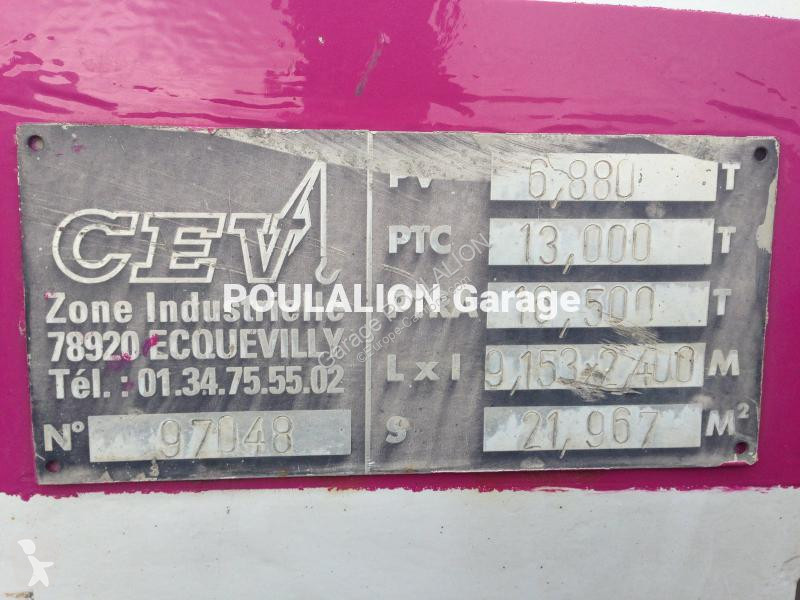 CEV
Zone Industrielle
78920 ECQUEVILLY
Tél. : 01.34.75.55.02
N° 97048
PV 6,880 T
PTC 13,000 T
500 T
L x l 9,153 2,400 M
S 21,967 M²
POULALION Garage